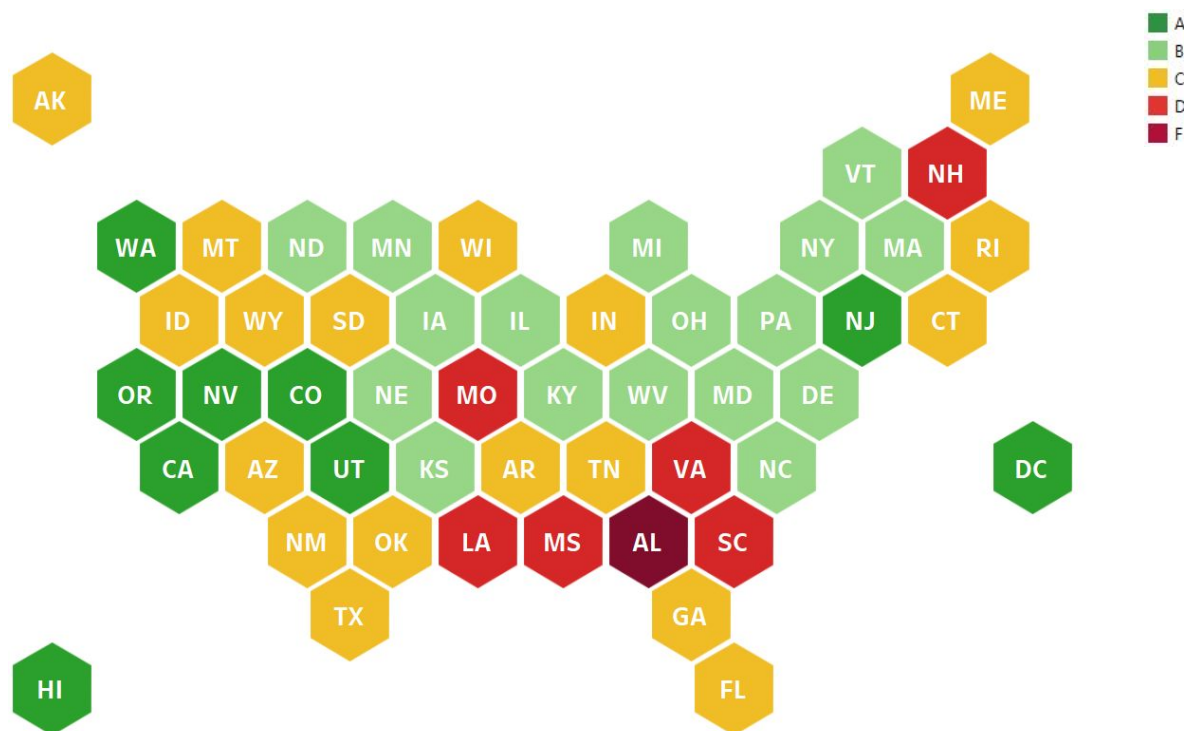 A
B
C
D
F
AK
ME
VT NH
WA MT ND MN WI MI NY MA RI
ID WY SD IA IL IN OH PA NJ CT
OR NV CO NE MO KY WV MD DE
CA AZ UT KS AR TN VA NC DC
NM OK LA MS AL SC
TX GA
HI FL